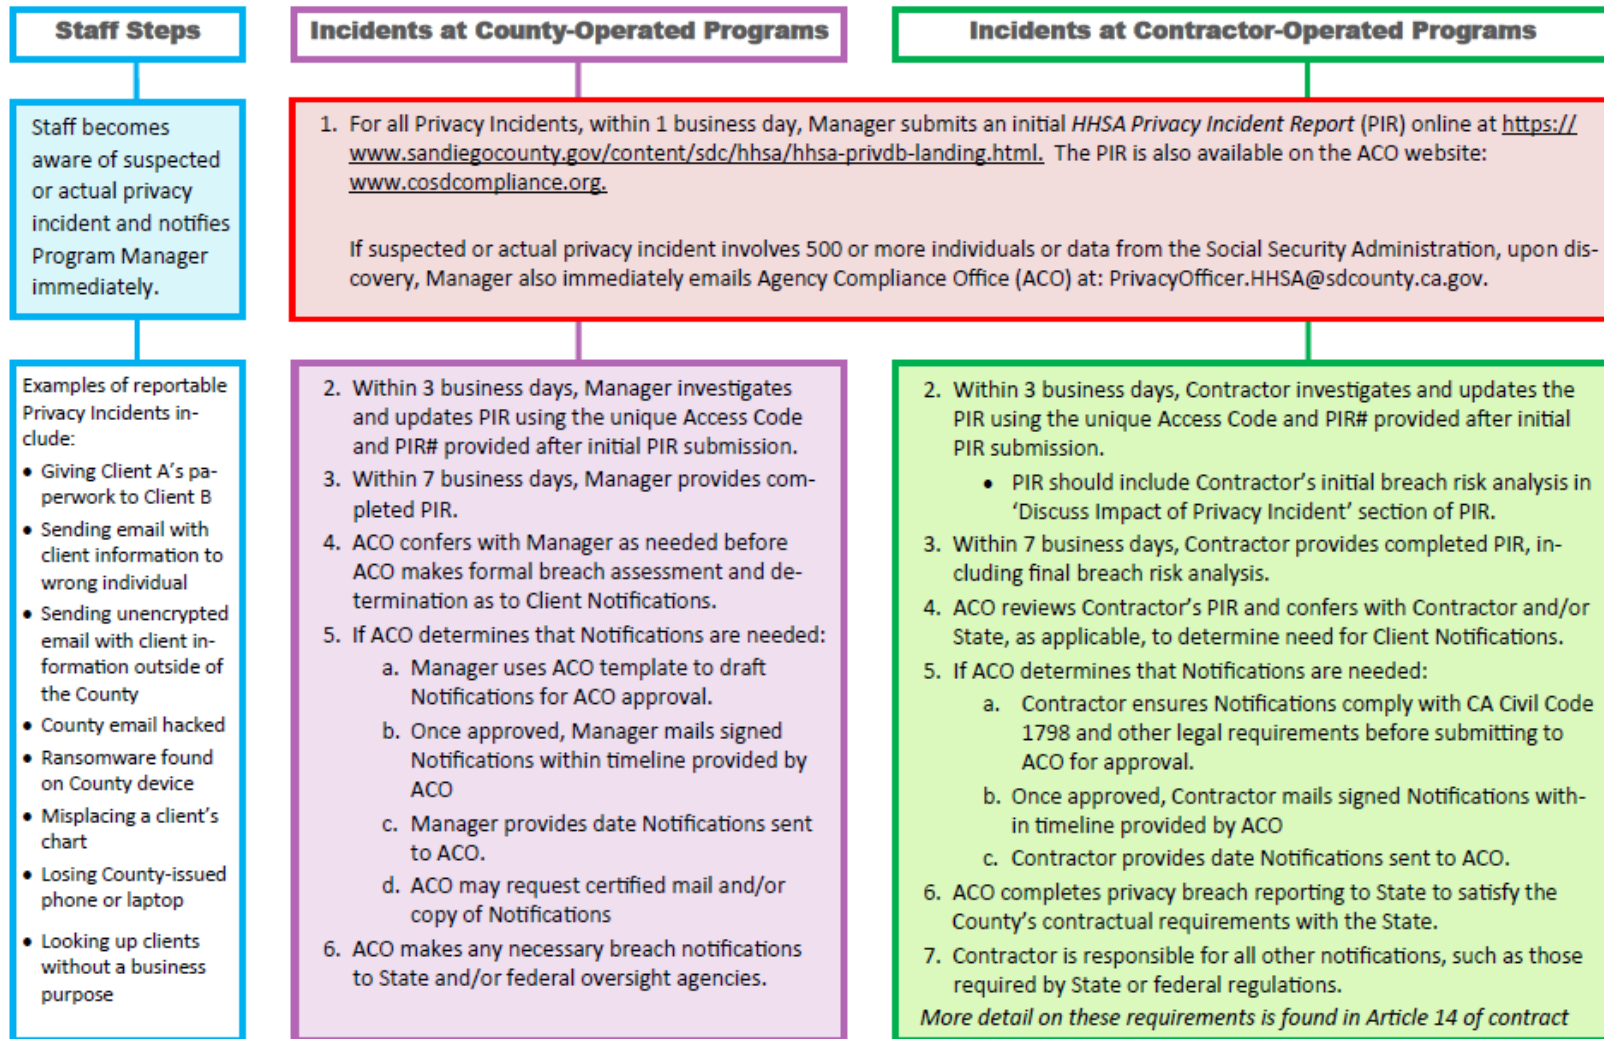 Staff Steps
Incidents at County-Operated Programs
Incidents at Contractor-Operated Programs
Staff becomes
aware of suspected
or actual privacy
incident and notifies
Program Manager
immediately.
1. For all Privacy Incidents, within 1 business day, Manager submits an initial HHSA Privacy Incident Report (PIR) online at https://
www.sandiegocounty.gov/content/sdc/hhsa/hhsa-privdb-landing.html. The PIR is also available on the ACO website:
www.cosdcompliance.org.
If suspected or actual privacy incident involves 500 or more individuals or data from the Social Security Administration, upon dis-
covery, Manager also immediately emails Agency Compliance Office (ACO) at: PrivacyOfficer.HHSA@sdcounty.ca.gov.
Examples of reportable
Privacy Incidents in-
clude:
• Giving Client A's pa-
perwork to Client B
• Sending email with
client information to
wrong individual
• Sending unencrypted
email with client in-
formation outside of
the County
• County email hacked
• Ransomware found
on County device
• Misplacing a client's
chart
• Losing County-issued
phone or laptop
• Looking up clients
without a business
purpose
2. Within 3 business days, Manager investigates
and updates PIR using the unique Access Code
and PIR# provided after initial PIR submission.
3. Within 7 business days, Manager provides com-
pleted PIR.
4. ACO confers with Manager as needed before
ACO makes formal breach assessment and de-
termination as to Client Notifications.
5. If ACO determines that Notifications are needed:
a. Manager uses ACO template to draft
Notifications for ACO approval.
b. Once approved, Manager mails signed
Notifications within timeline provided by
ACO
c. Manager provides date Notifications sent
to ACO.
d. ACO may request certified mail and/or
copy of Notifications
6. ACO makes any necessary breach notifications
to State and/or federal oversight agencies.
2. Within 3 business days, Contractor investigates and updates the
PIR using the unique Access Code and PIR# provided after initial
PIR submission.
• PIR should include Contractor's initial breach risk analysis in
'Discuss Impact of Privacy Incident' section of PIR.
3. Within 7 business days, Contractor provides completed PIR, in-
cluding final breach risk analysis.
4. ACO reviews Contractor's PIR and confers with Contractor and/or
State, as applicable, to determine need for Client Notifications.
5. If ACO determines that Notifications are needed:
a. Contractor ensures Notifications comply with CA Civil Code
1798 and other legal requirements before submitting to
ACO for approval.
b. Once approved, Contractor mails signed Notifications with-
in timeline provided by ACO
c. Contractor provides date Notifications sent to ACO.
6. ACO completes privacy breach reporting to State to satisfy the
County's contractual requirements with the State.
7. Contractor is responsible for all other notifications, such as those
required by State or federal regulations.
More detail on these requirements is found in Article 14 of contract